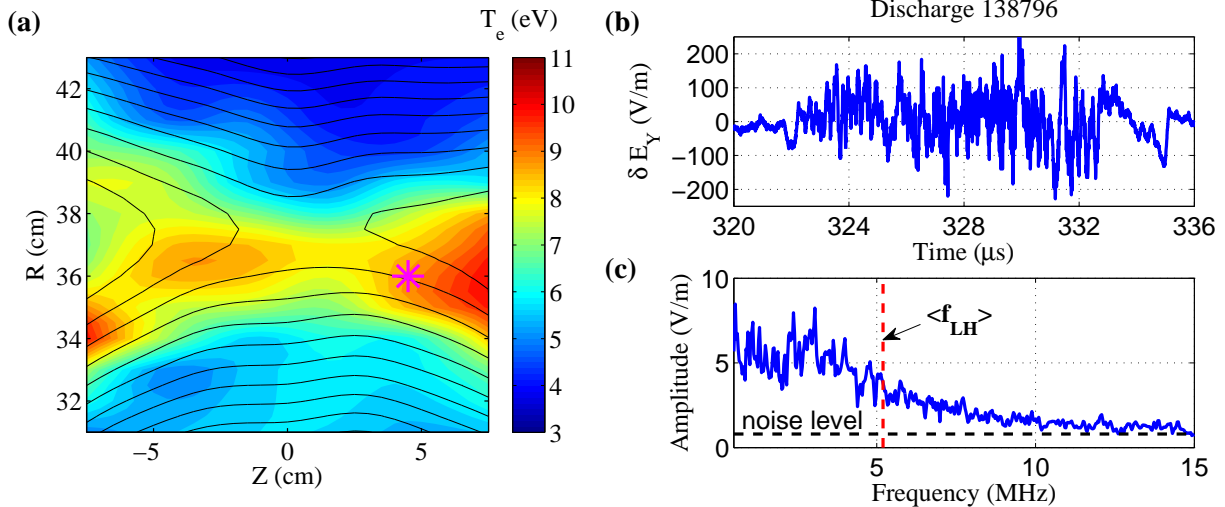 (a)
T_e (eV)
R (cm)
42
40
38
36
34
32
−5
0
5
Z (cm)
11
10
9
8
7
6
5
4
3
(b)
Discharge 138796
δ E_Y (V/m)
200
100
0
−100
−200
320
324
328
332
336
Time (μs)
(c)
Amplitude (V/m)
10
5
0
<f_LH>
noise level
5
10
15
Frequency (MHz)